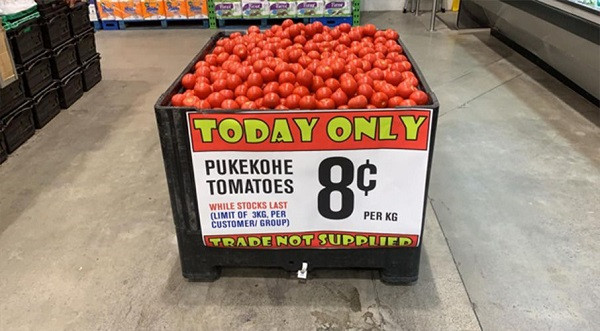 TODAY ONLY
PUKEKOHE
TOMATOES
8¢
PER KG
WHILE STOCKS LAST
(LIMIT OF 3KG, PER
CUSTOMER/ GROUP)
TRADE NOT SUPPLIED